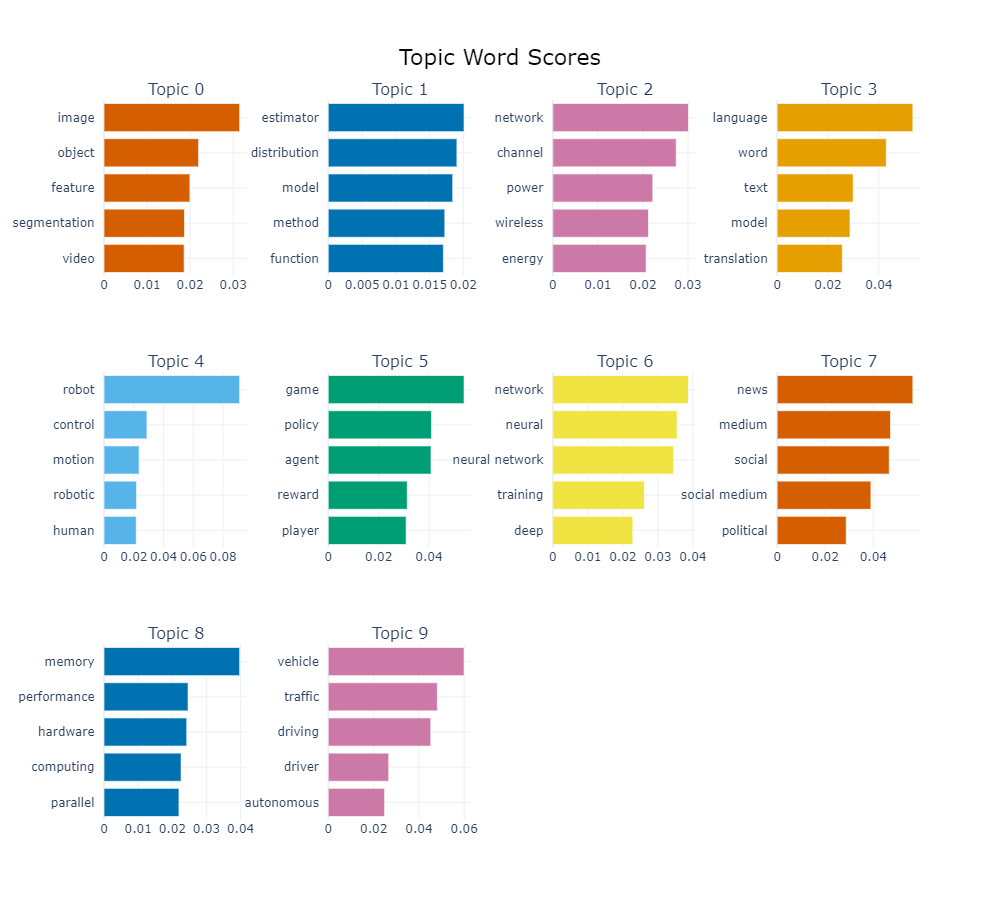 Topic Word Scores
Topic 0
image
object
feature
segmentation
video
0 0.01 0.02 0.03
Topic 1
estimator
distribution
model
method
function
0 0.005 0.01 0.015 0.02
Topic 2
network
channel
power
wireless
energy
0 0.01 0.02 0.03
Topic 3
language
word
text
model
translation
0 0.02 0.04
Topic 4
robot
control
motion
robotic
human
0 0.02 0.04 0.06 0.08
Topic 5
game
policy
agent
reward
player
0 0.02 0.04
Topic 6
network
neural
neural network
training
deep
0 0.01 0.02 0.03 0.04
Topic 7
news
medium
social
social medium
political
0 0.02 0.04
Topic 8
memory
performance
hardware
computing
parallel
0 0.01 0.02 0.03 0.04
Topic 9
vehicle
traffic
driving
driver
autonomous
0 0.02 0.04 0.06